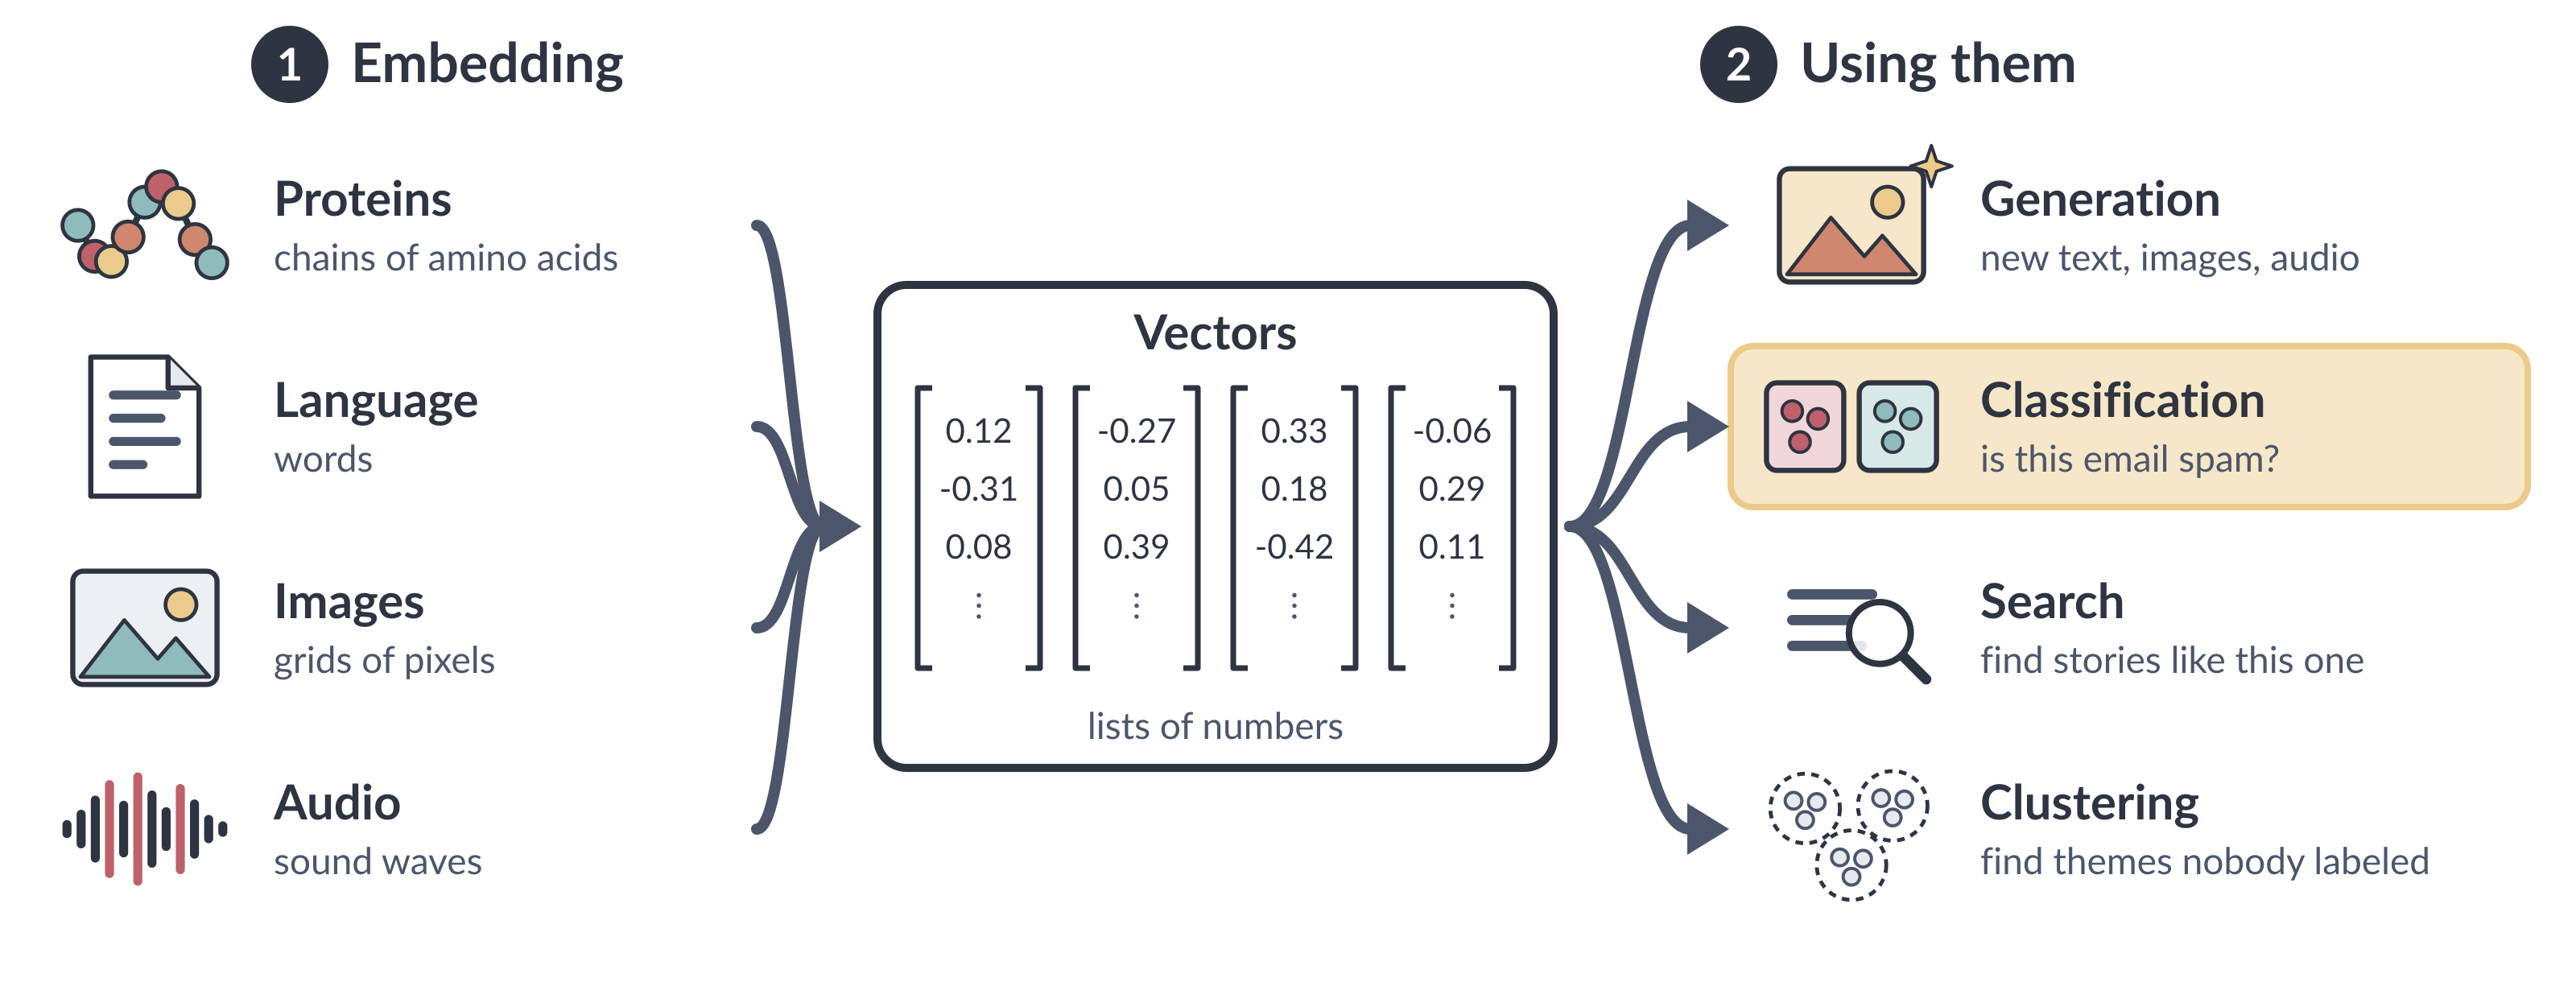 1 Embedding
Proteins
chains of amino acids
Language
words
Images
grids of pixels
Audio
sound waves
Vectors
0.12 -0.27 0.33 -0.06
-0.31 0.05 0.18 0.29
0.08 0.39 -0.42 0.11
⋮ ⋮ ⋮ ⋮
lists of numbers
2 Using them
Generation
new text, images, audio
Classification
is this email spam?
Search
find stories like this one
Clustering
find themes nobody labeled